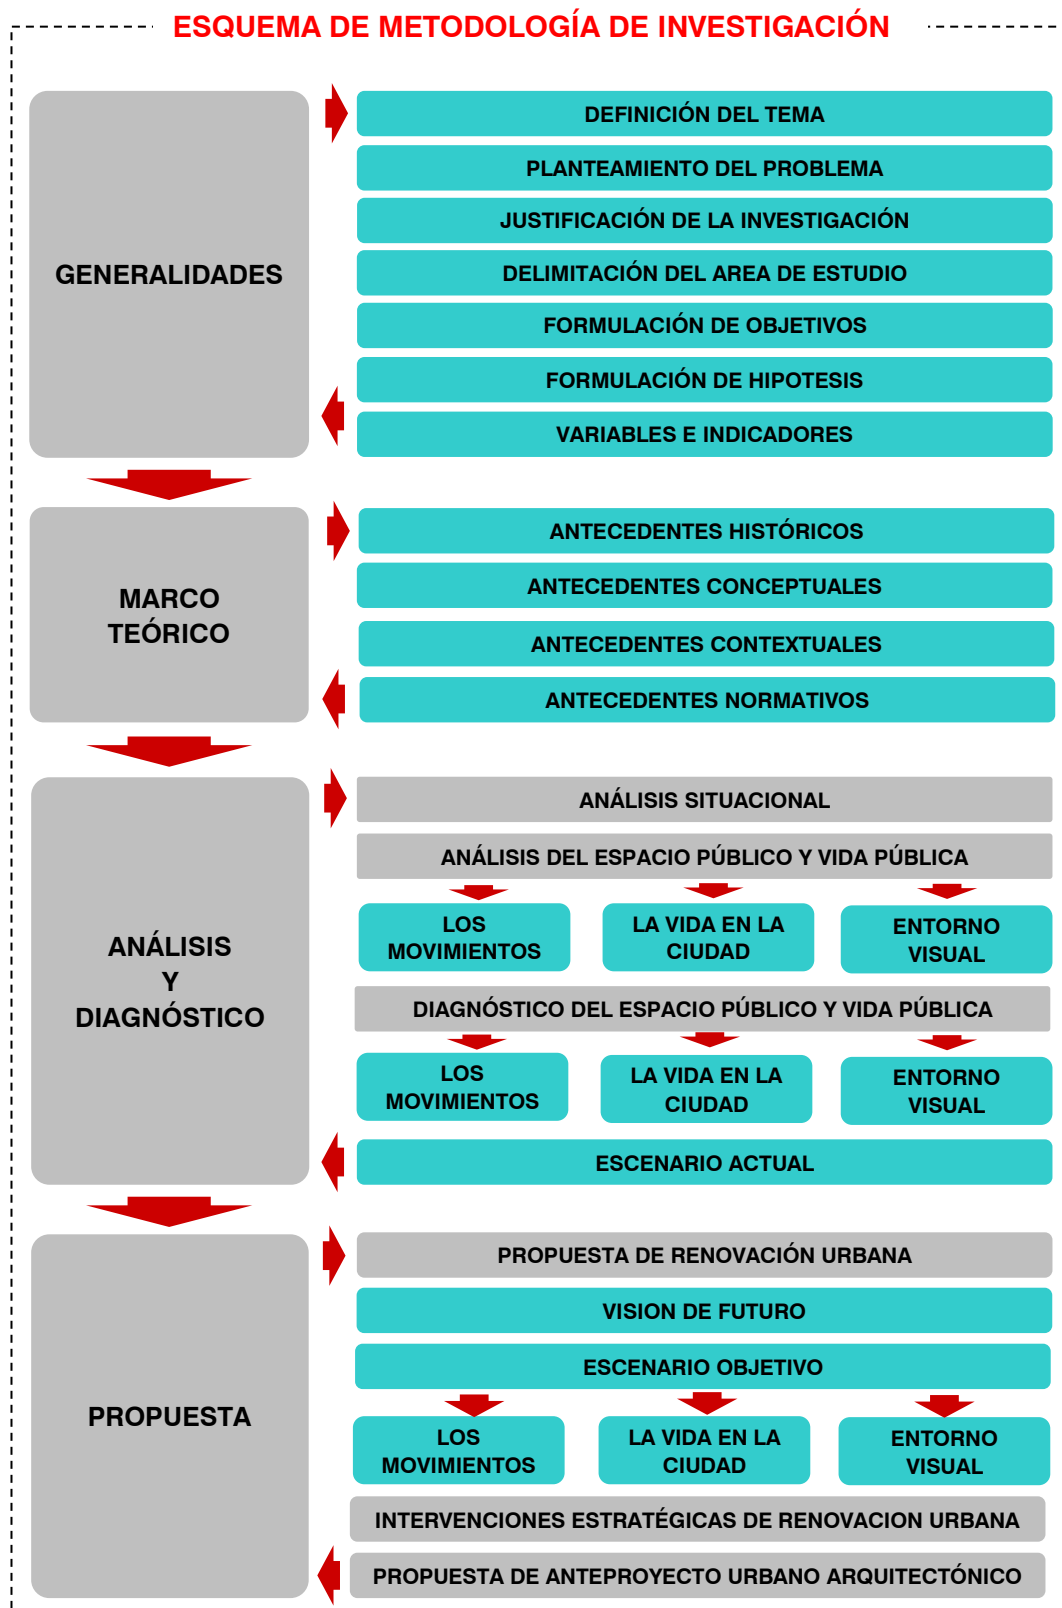 ESQUEMA DE METODOLOGÍA DE INVESTIGACIÓN
GENERALIDADES
DEFINICIÓN DEL TEMA
PLANTEAMIENTO DEL PROBLEMA
JUSTIFICACIÓN DE LA INVESTIGACIÓN
DELIMITACIÓN DEL AREA DE ESTUDIO
FORMULACIÓN DE OBJETIVOS
FORMULACIÓN DE HIPOTESIS
VARIABLES E INDICADORES
MARCO
TEÓRICO
ANTECEDENTES HISTÓRICOS
ANTECEDENTES CONCEPTUALES
ANTECEDENTES CONTEXTUALES
ANTECEDENTES NORMATIVOS
ANÁLISIS
Y
DIAGNÓSTICO
ANÁLISIS SITUACIONAL
ANÁLISIS DEL ESPACIO PÚBLICO Y VIDA PÚBLICA
LOS
MOVIMIENTOS
LA VIDA EN LA
CIUDAD
ENTORNO
VISUAL
DIAGNÓSTICO DEL ESPACIO PÚBLICO Y VIDA PÚBLICA
LOS
MOVIMIENTOS
LA VIDA EN LA
CIUDAD
ENTORNO
VISUAL
ESCENARIO ACTUAL
PROPUESTA
PROPUESTA DE RENOVACIÓN URBANA
VISION DE FUTURO
ESCENARIO OBJETIVO
LOS
MOVIMIENTOS
LA VIDA EN LA
CIUDAD
ENTORNO
VISUAL
INTERVENCIONES ESTRATÉGICAS DE RENOVACION URBANA
PROPUESTA DE ANTEPROYECTO URBANO ARQUITECTÓNICO